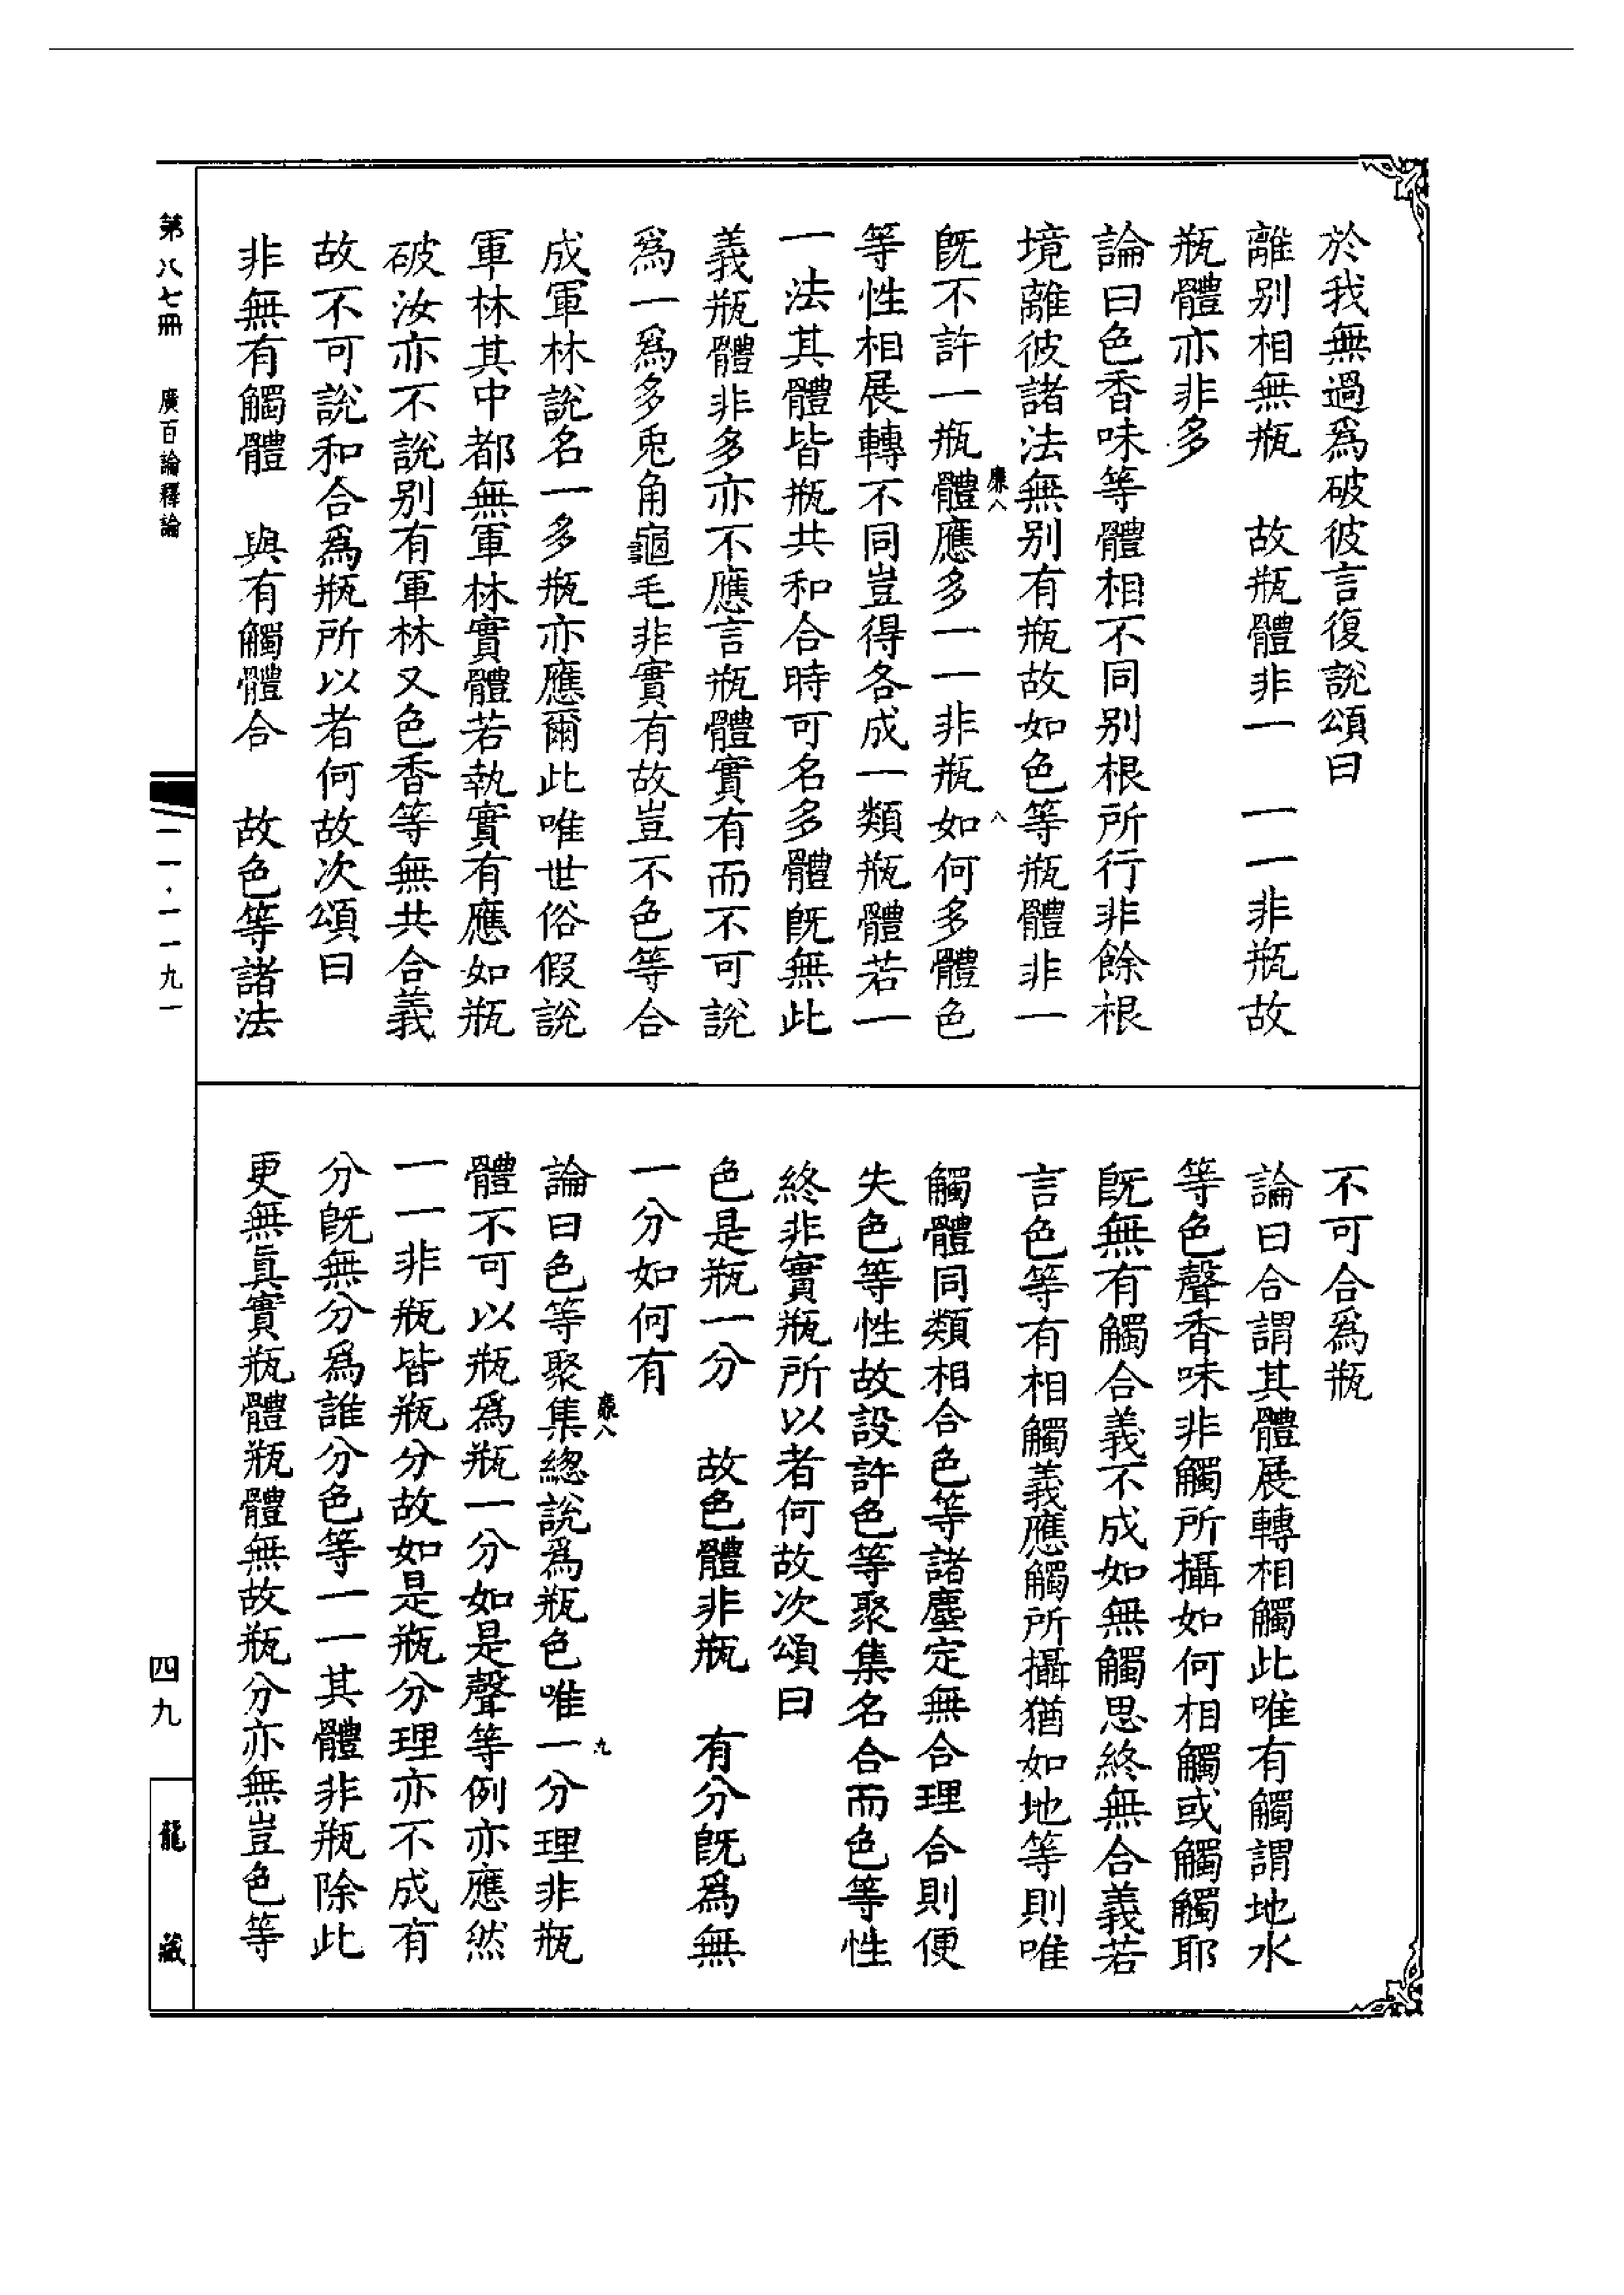 於我無過爲破彼言復說頌曰
離別相無瓶　故瓶體非一　一一非瓶故
瓶體亦非多
論曰色香味等體相不同別根所行非餘根
境離彼諸法無別有瓶故如色等瓶體非一
旣不許一瓶體應多一一非瓶如何多體色
等性相展轉不同豈得各成一類瓶體若一
一法其體皆瓶共和合時可名多體旣無此
義瓶體非多亦不應言瓶體實有而不可說
爲一爲多兎角龜毛非實有故豈不色等合
成軍林說名一多瓶亦應爾此唯世俗假說
軍林其中都無軍林實體若執實有應如瓶
破汝亦不說別有軍林又色香等無共合義
故不可說和合爲瓶所以者何故次頌曰
非無有觸體　與有觸體合　故色等諸法
不可合爲瓶
論曰合謂其體展轉相觸此唯有觸謂地水
等色聲香味非觸所攝如何相觸或觸觸耶
旣無有觸合義不成如無觸思終無合義若
言色等有相觸義應觸所攝猶如地等則唯
觸體同類相合色等諸塵定無合理合則便
失色等性故設許色等聚集名合而色等性
終非實瓶所以者何故次頌曰
色是瓶一分　故色體非瓶　有分旣爲無
一分如何有
論曰色等聚集總說爲瓶色唯一分理非瓶
體不可以瓶爲瓶一分如是聲等例亦應然
一一非瓶皆瓶分故如是瓶分理亦不成有
分旣無分爲誰分色等一一其體非瓶除此
更無眞實瓶體瓶體無故瓶分亦無豈色等
第八七冊　廣百論釋論
一一·一一九一
四九
龍藏